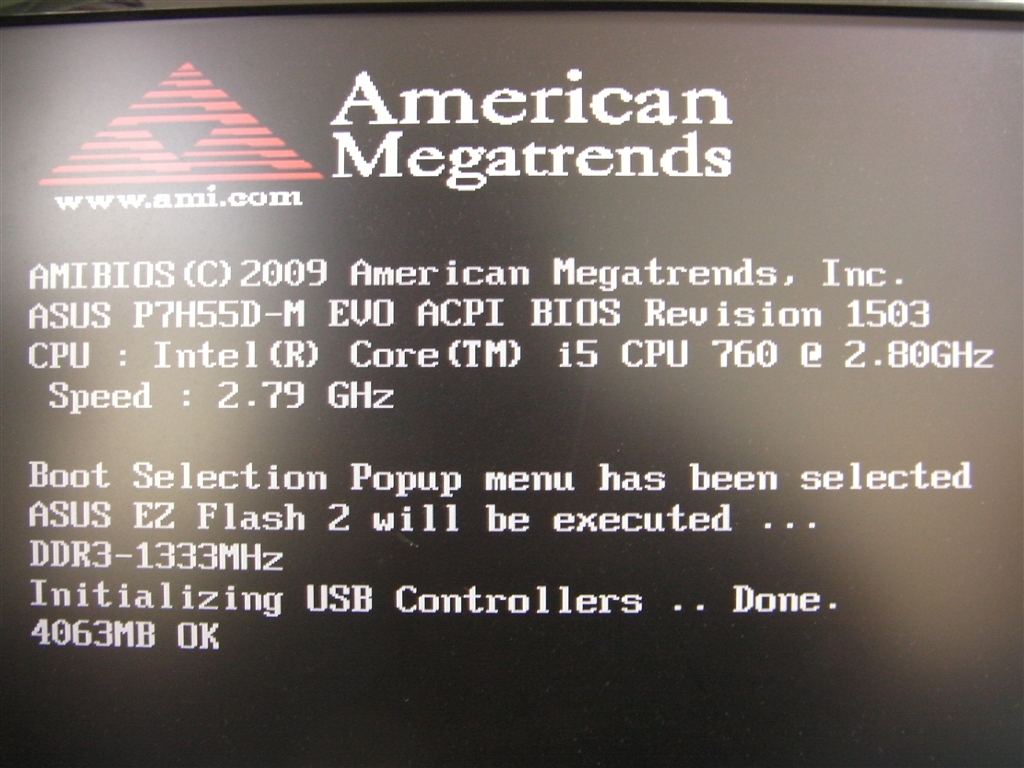 American
Megatrends
www.ami.com
AMIBIOS(C)2009 American Megatrends, Inc.
ASUS P7H55D-M EVO ACPI BIOS Revision 1503
CPU : Intel(R) Core(TM) i5 CPU 760 @ 2.80GHz
Speed : 2.79 GHz
Boot Selection Popup menu has been selected
ASUS EZ Flash 2 will be executed ...
DDR3-1333MHz
Initializing USB Controllers .. Done.
4063MB OK